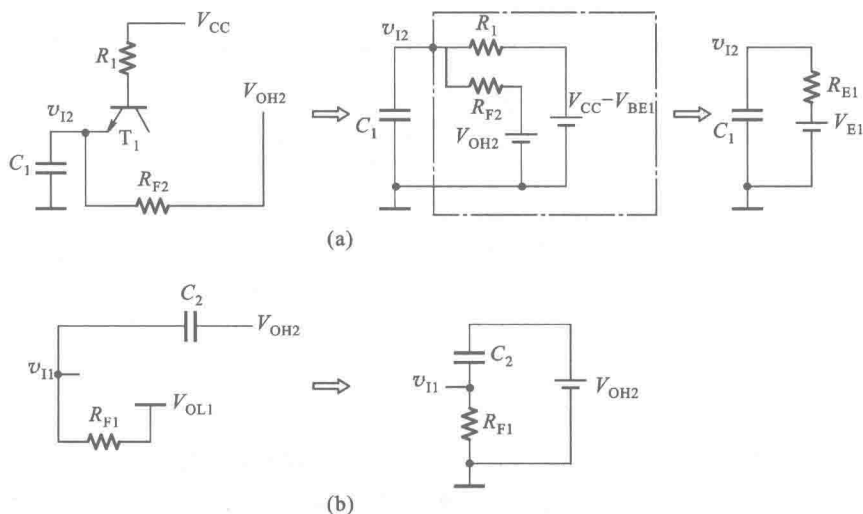 V_CC
R_1
V_OH2
v_I2
T_1
C_1
R_F2
v_I2
R_1
R_F2
C_1
V_OH2
V_CC−V_BE1
v_I2
R_E1
C_1
V_E1
(a)
C_2
V_OH2
v_I1
V_OL1
R_F1
C_2
v_I1
V_OH2
R_F1
(b)